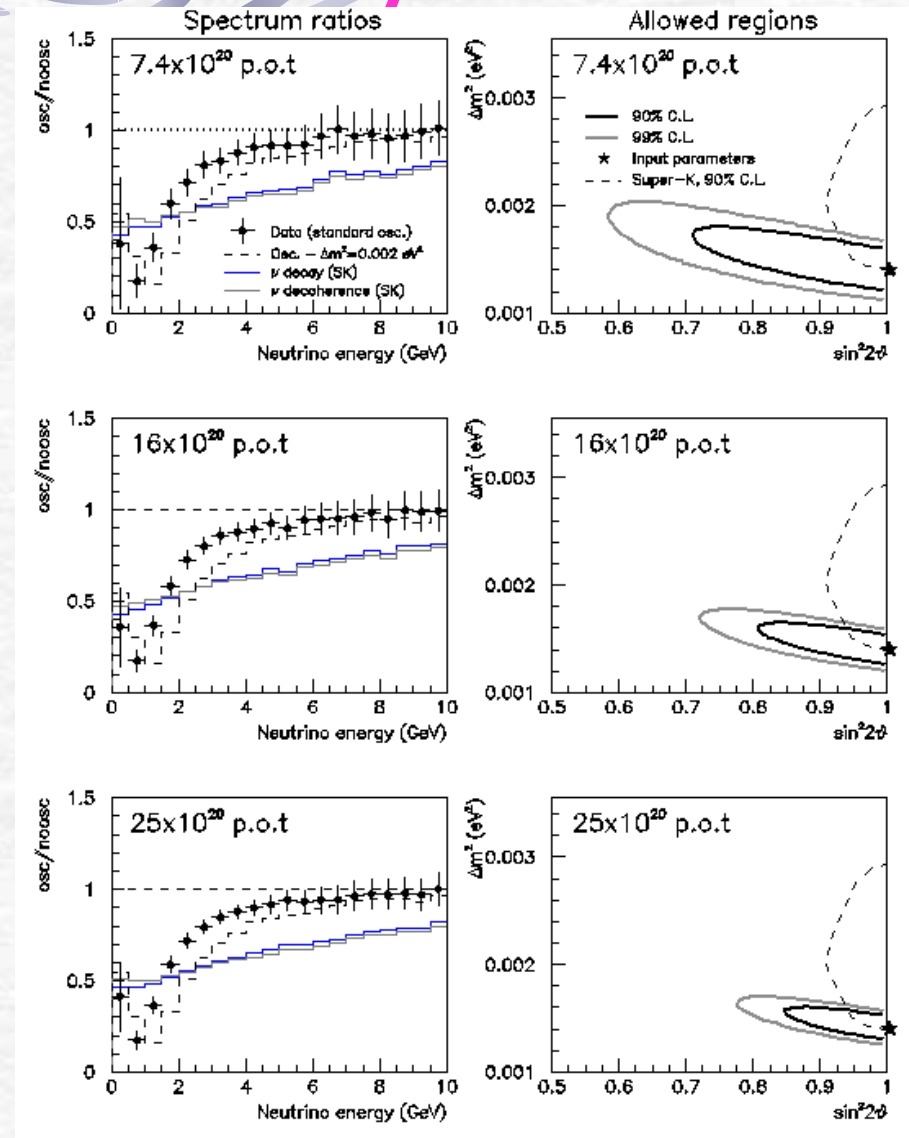 Spectrum ratios
Allowed regions
osc/noosc
1.5
1
0.5
0
7.4x10²⁰ p.o.t
Data (standard osc.)
Osc. – Δm²=0.002 eV²
ν decay (SK)
ν decoherence (SK)
0 2 4 6 8 10
Neutrino energy (GeV)
Δm² (eV²)
0.003
0.002
0.001
7.4x10²⁰ p.o.t
90% C.L.
99% C.L.
Input parameters
Super-K, 90% C.L.
0.5 0.6 0.7 0.8 0.9 1
sin²2ϑ
osc/noosc
1.5
1
0.5
0
16x10²⁰ p.o.t
0 2 4 6 8 10
Neutrino energy (GeV)
Δm² (eV²)
0.003
0.002
0.001
16x10²⁰ p.o.t
0.5 0.6 0.7 0.8 0.9 1
sin²2ϑ
osc/noosc
1.5
1
0.5
0
25x10²⁰ p.o.t
0 2 4 6 8 10
Neutrino energy (GeV)
Δm² (eV²)
0.003
0.002
0.001
25x10²⁰ p.o.t
0.5 0.6 0.7 0.8 0.9 1
sin²2ϑ